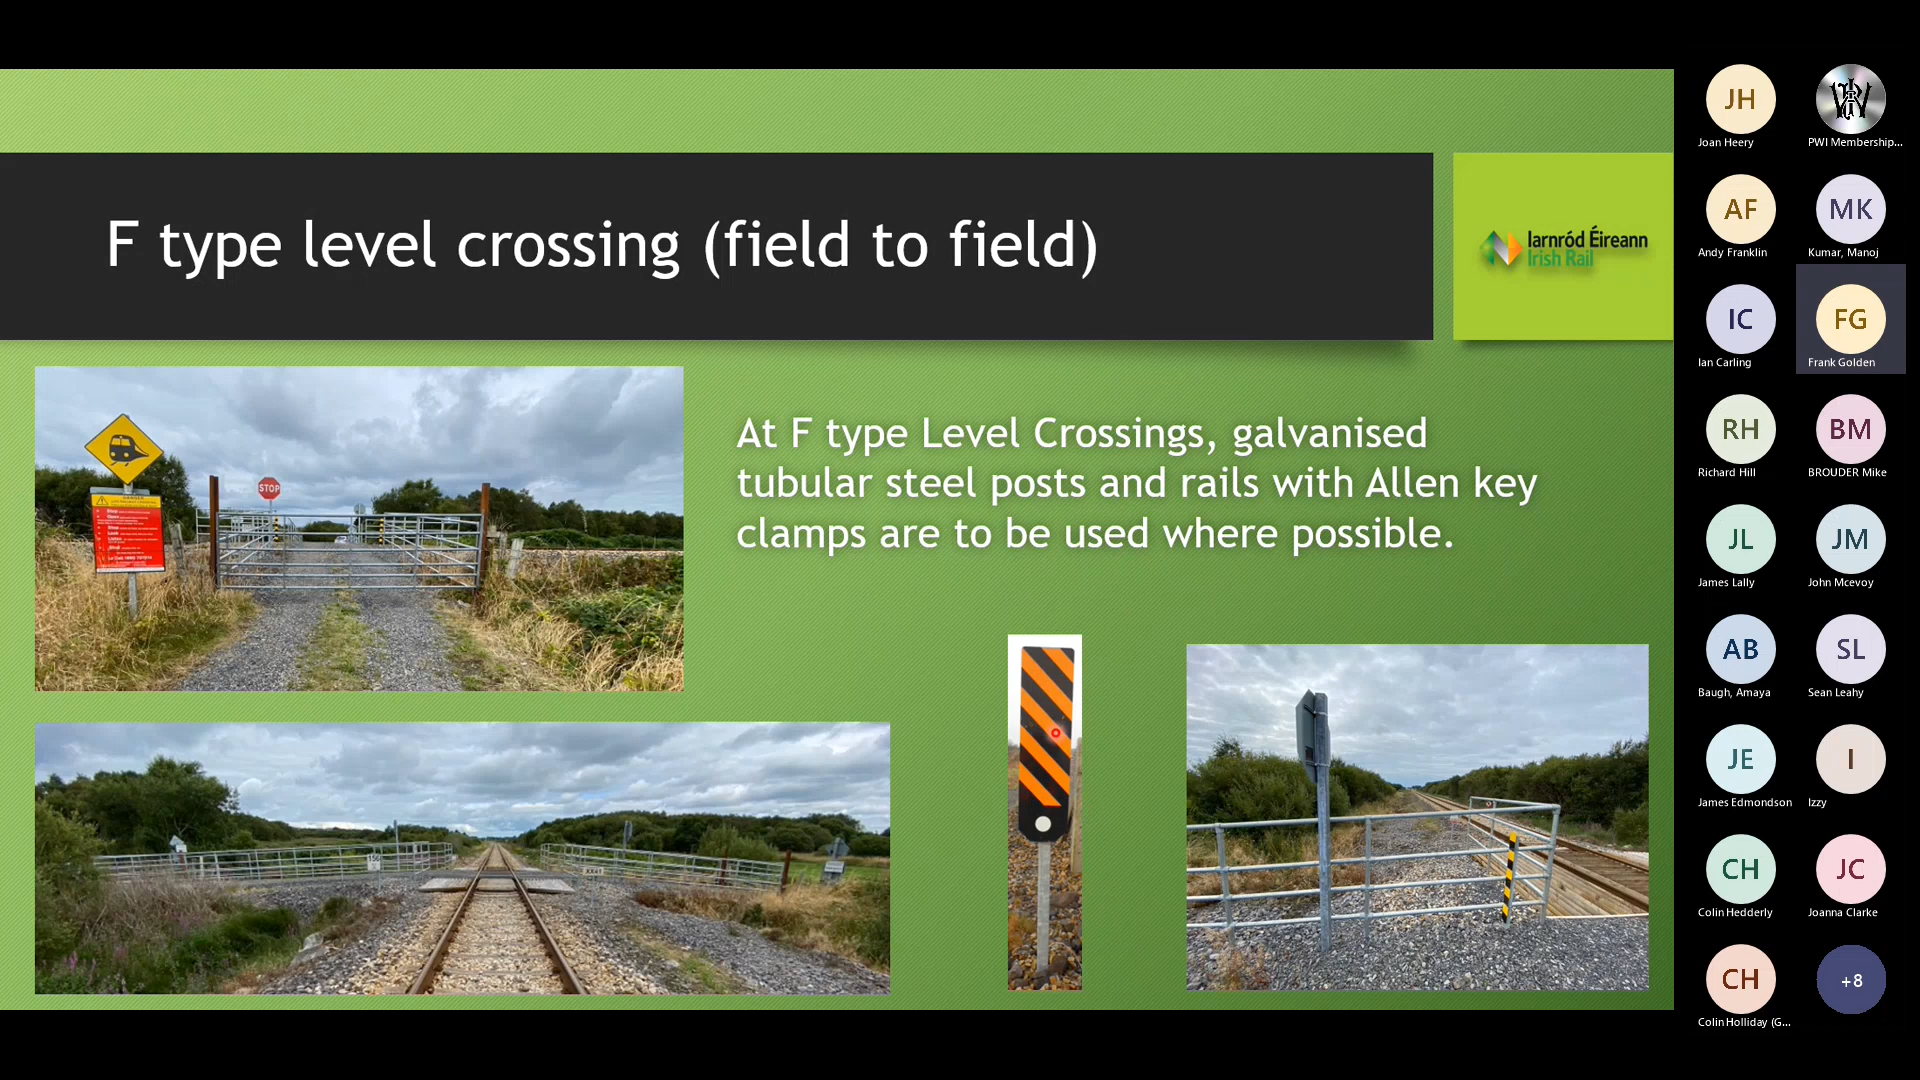 F type level crossing (field to field)
Iarnród Éireann
Irish Rail
At F type Level Crossings, galvanised
tubular steel posts and rails with Allen key
clamps are to be used where possible.
STOP
DANGER
JH
Joan Heery
PWI Membership...
AF
Andy Franklin
MK
Kumar, Manoj
IC
Ian Carling
FG
Frank Golden
RH
Richard Hill
BM
BROUDER Mike
JL
James Lally
JM
John Mcevoy
AB
Baugh, Amaya
SL
Sean Leahy
JE
James Edmondson
I
Izzy
CH
Colin Hedderly
JC
Joanna Clarke
CH
Colin Holliday (G...
+8